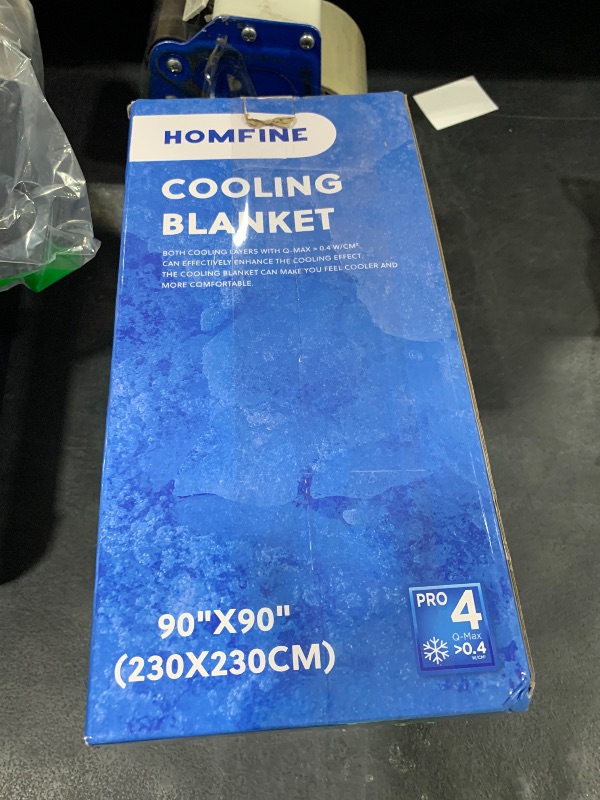 HOMFINE
COOLING
BLANKET
BOTH COOLING LAYERS WITH Q-MAX > 0.4 W/CM²
CAN EFFECTIVELY ENHANCE THE COOLING EFFECT.
THE COOLING BLANKET CAN MAKE YOU FEEL COOLER AND
MORE COMFORTABLE.
90"X90"
(230X230CM)
PRO 4
Q-Max
>0.4
W/CM²